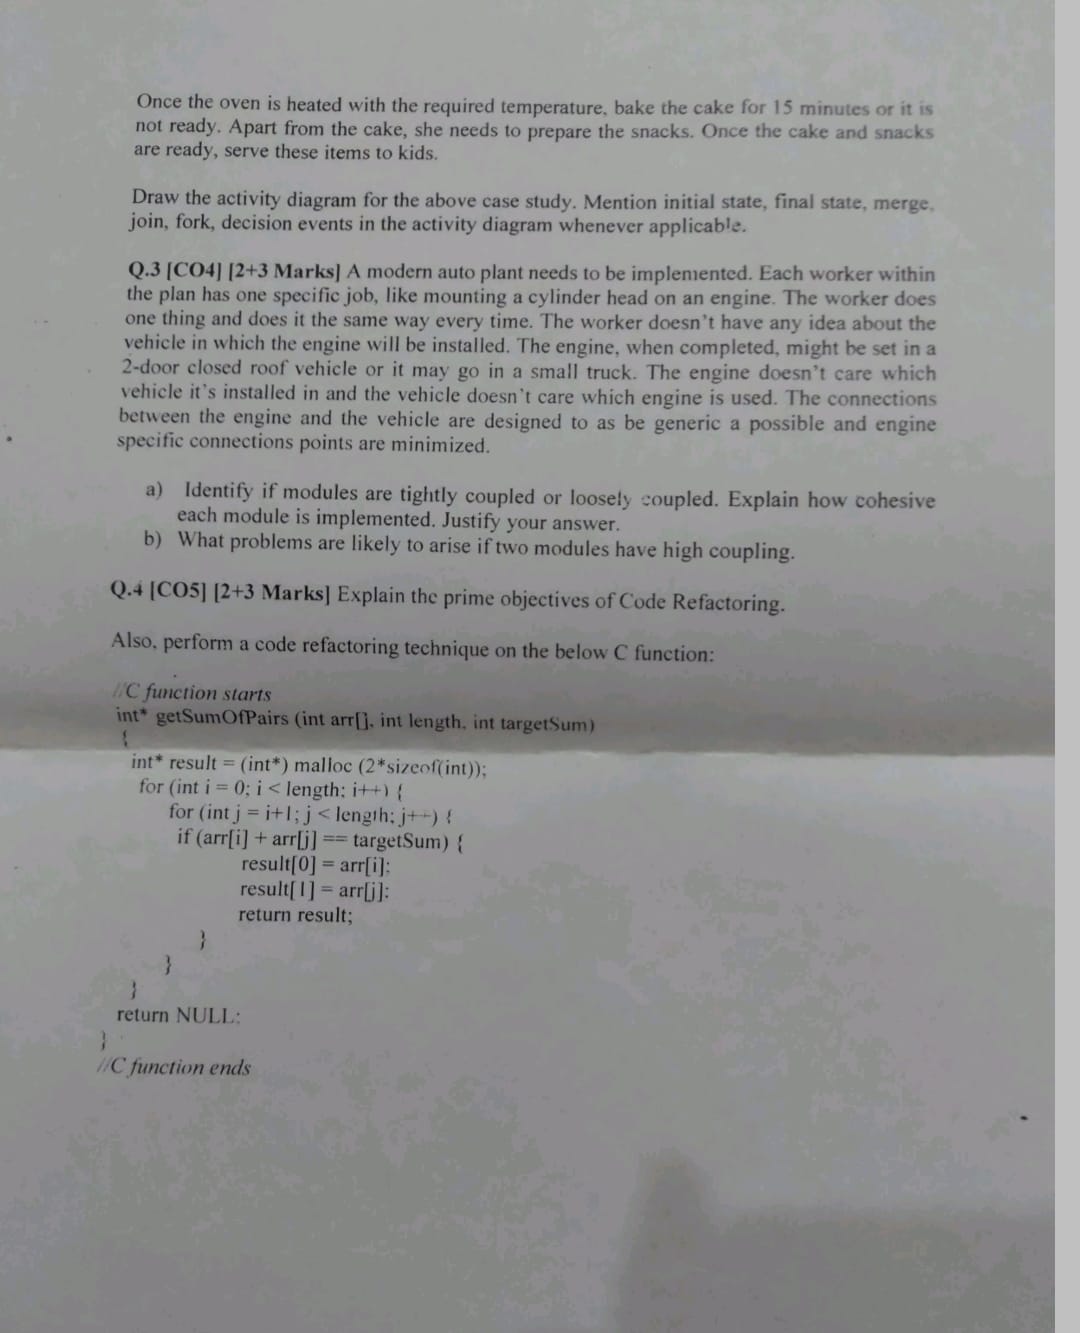 Once the oven is heated with the required temperature, bake the cake for 15 minutes or it is
not ready. Apart from the cake, she needs to prepare the snacks. Once the cake and snacks
are ready, serve these items to kids.
Draw the activity diagram for the above case study. Mention initial state, final state, merge,
join, fork, decision events in the activity diagram whenever applicable.
Q.3 [CO4] [2+3 Marks] A modern auto plant needs to be implemented. Each worker within
the plan has one specific job, like mounting a cylinder head on an engine. The worker does
one thing and does it the same way every time. The worker doesn't have any idea about the
vehicle in which the engine will be installed. The engine, when completed, might be set in a
2-door closed roof vehicle or it may go in a small truck. The engine doesn't care which
vehicle it's installed in and the vehicle doesn't care which engine is used. The connections
between the engine and the vehicle are designed to as be generic a possible and engine
specific connections points are minimized.
a) Identify if modules are tightly coupled or loosely coupled. Explain how cohesive
each module is implemented. Justify your answer.
b) What problems are likely to arise if two modules have high coupling.
Q.4 [CO5] [2+3 Marks] Explain the prime objectives of Code Refactoring.
Also, perform a code refactoring technique on the below C function:
//C function starts
int* getSumOfPairs (int arr[], int length, int targetSum)
{
int* result = (int*) malloc (2*sizeof(int));
for (int i = 0; i < length; i++) {
for (int j = i+1; j < length; j++) {
if (arr[i] + arr[j] == targetSum) {
result[0] = arr[i];
result[1] = arr[j];
return result;
}
}
}
return NULL;
}
//C function ends